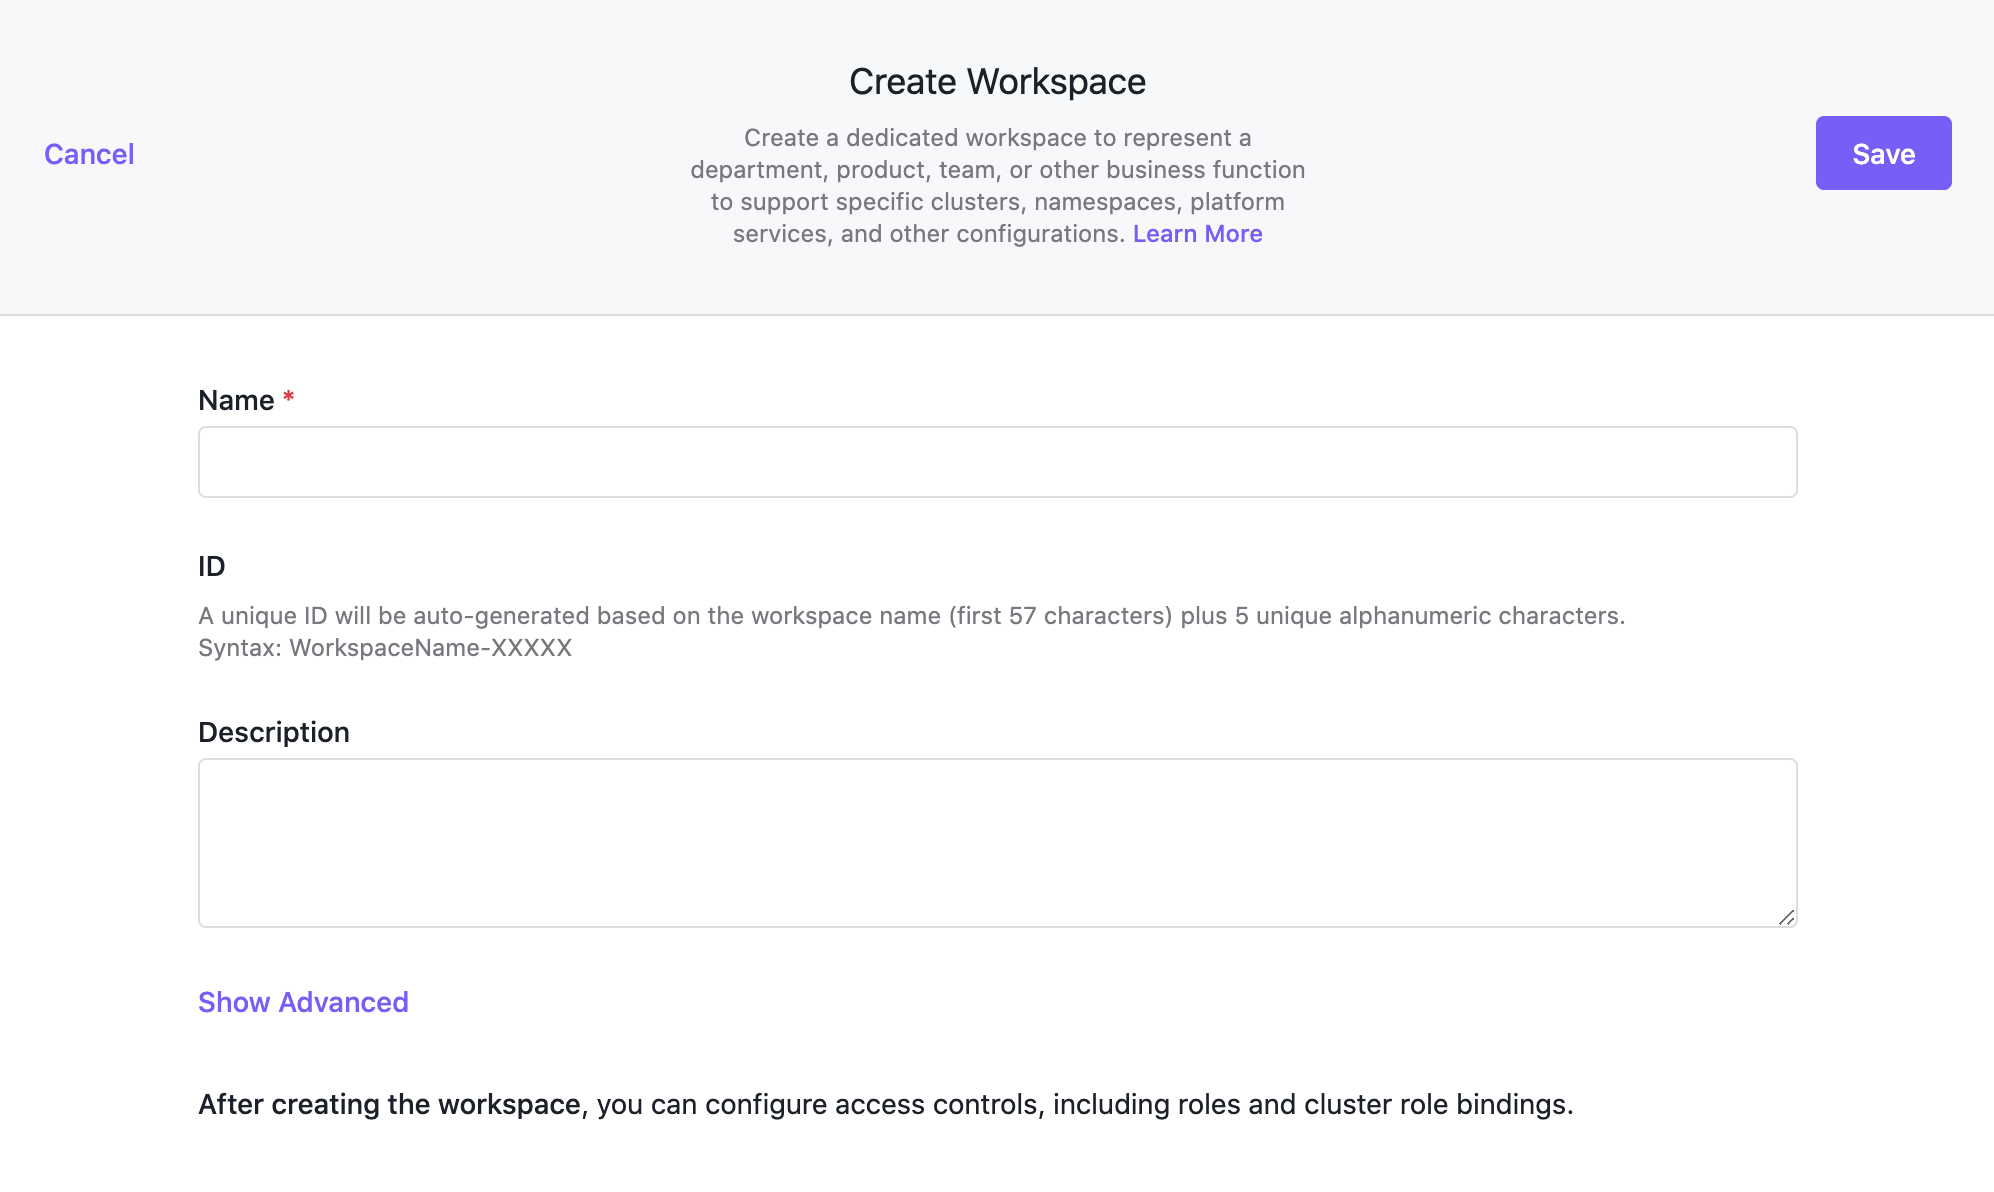 Create Workspace
Cancel
Create a dedicated workspace to represent a
department, product, team, or other business function
to support specific clusters, namespaces, platform
services, and other configurations. Learn More
Save
Name *
ID
A unique ID will be auto-generated based on the workspace name (first 57 characters) plus 5 unique alphanumeric characters.
Syntax: WorkspaceName-XXXXX
Description
Show Advanced
After creating the workspace, you can configure access controls, including roles and cluster role bindings.